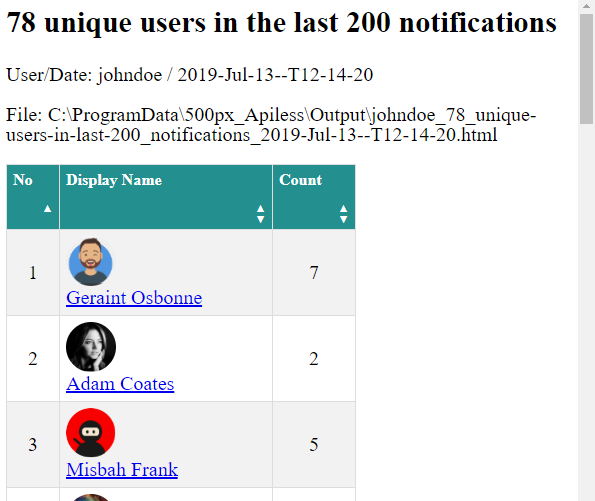 78 unique users in the last 200 notifications
User/Date: johndoe / 2019-Jul-13--T12-14-20
File: C:\ProgramData\500px_Apiless\Output\johndoe_78_unique-
users-in-last-200_notifications_2019-Jul-13--T12-14-20.html
No Display Name Count
1 Geraint Osbonne 7
2 Adam Coates 2
3 Misbah Frank 5